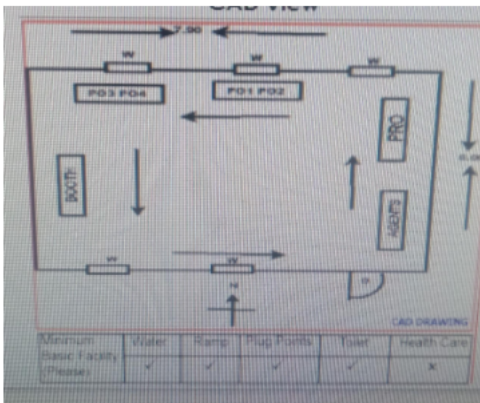 CAD View
7.90
W W W
PO3 PO4 PO1 PO2
PRO
BOOTH
AGENTS
W W
N
D
CAD DRAWING
Minimum Water Ramp Plug Points Toilet Health Care
Basic Facility ✓ ✓ ✓ ✓ x
(Please)